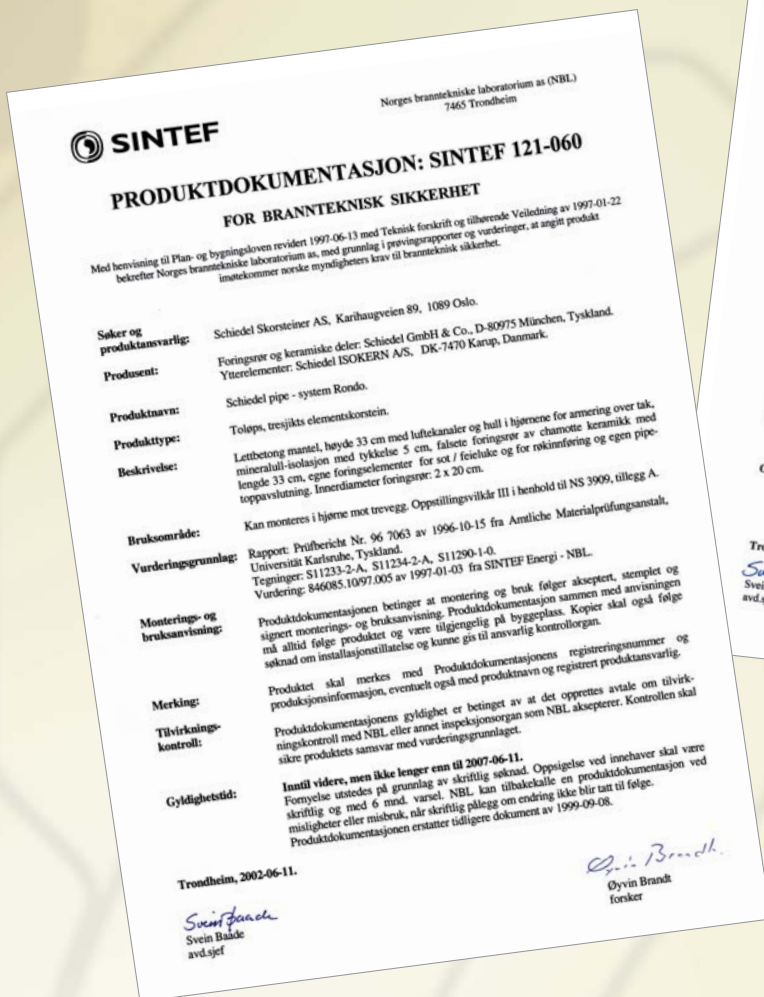 Norges branntekniske laboratorium as (NBL)
7465 Trondheim
SINTEF
PRODUKTDOKUMENTASJON: SINTEF 121-060
FOR BRANNTEKNISK SIKKERHET
Med henvisning til Plan- og bygningsloven revidert 1997-06-13 med Teknisk forskrift og tilhørende Veiledning av 1997-01-22
bekrefter Norges branntekniske laboratorium as, med grunnlag i prøvingsrapporter og vurderinger, at angitt produkt
imøtekommer norske myndigheters krav til brannteknisk sikkerhet.
Søker og
produktansvarlig: Schiedel Skorsteiner AS, Karihaugveien 89, 1089 Oslo.
Produsent: Foringsrør og keramiske deler: Schiedel GmbH & Co., D-80975 München, Tyskland.
Ytterelementer: Schiedel ISOKERN A/S, DK-7470 Karup, Danmark.
Produktnavn: Schiedel pipe - system Rondo.
Produkttype: Toløps, tresjikts elementskorstein.
Beskrivelse: Lettbetong mantel, høyde 33 cm med luftekanaler og hull i hjørnene for armering over tak,
mineralull-isolasjon med tykkelse 5 cm, falsete foringsrør av chamotte keramikk med
lengde 33 cm, egne foringselementer for sot / feieluke og for røkinnføring og egen pipe-
toppavslutning. Innerdiameter foringsrør: 2 x 20 cm.
Bruksområde: Kan monteres i hjørne mot trevegg. Oppstillingsvilkår III i henhold til NS 3909, tillegg A.
Vurderingsgrunnlag: Rapport: Prüfbericht Nr. 96 7063 av 1996-10-15 fra Amtliche Materialprüfungsanstalt,
Universität Karlsruhe, Tyskland.
Tegninger: S11233-2-A, S11234-2-A, S11290-1-0.
Vurdering: 846085.10/97.005 av 1997-01-03 fra SINTEF Energi - NBL.
Monterings- og
bruksanvisning: Produktdokumentasjonen betinger at montering og bruk følger akseptert, stemplet og
signert monterings- og bruksanvisning. Produktdokumentasjon sammen med anvisningen
må alltid følge produktet og være tilgjengelig på byggeplass. Kopier skal også følge
søknad om installasjonstillatelse og kunne gis til ansvarlig kontrollorgan.
Merking: Produktet skal merkes med Produktdokumentasjonens registreringsnummer og
produksjonsinformasjon, eventuelt også med produktnavn og registrert produktansvarlig.
Tilvirknings-
kontroll: Produktdokumentasjonens gyldighet er betinget av at det opprettes avtale om tilvirk-
ningskontroll med NBL eller annet inspeksjonsorgan som NBL aksepterer. Kontrollen skal
sikre produktets samsvar med vurderingsgrunnlaget.
Gyldighetstid: Inntil videre, men ikke lenger enn til 2007-06-11.
Fornyelse utstedes på grunnlag av skriftlig søknad. Oppsigelse ved innehaver skal være
skriftlig og med 6 mnd. varsel. NBL kan tilbakekalle en produktdokumentasjon ved
misligheter eller misbruk, når skriftlig pålegg om endring ikke blir tatt til følge.
Produktdokumentasjonen erstatter tidligere dokument av 1999-09-08.
Trondheim, 2002-06-11.
Svein Baade
Svein Baade
avd.sjef
Øyvin Brandt
Øyvin Brandt
forsker